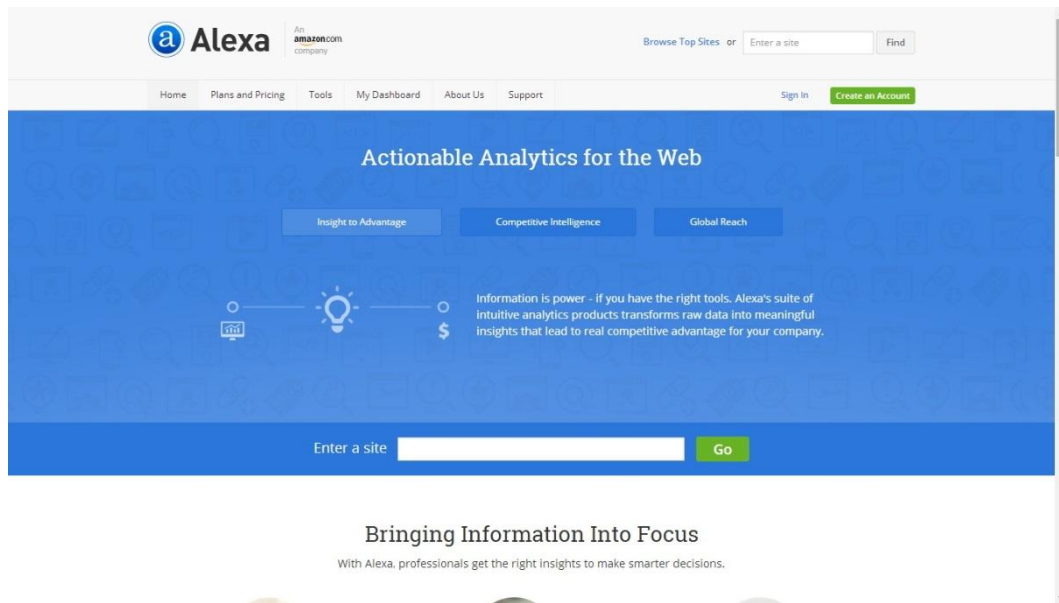 a Alexa
An
amazon.com
company
Browse Top Sites or Enter a site Find
Home Plans and Pricing Tools My Dashboard About Us Support Sign In Create an Account
Actionable Analytics for the Web
Insight to Advantage Competitive Intelligence Global Reach
Information is power - if you have the right tools. Alexa's suite of
intuitive analytics products transforms raw data into meaningful
insights that lead to real competitive advantage for your company.
$
Enter a site Go
Bringing Information Into Focus
With Alexa, professionals get the right insights to make smarter decisions.